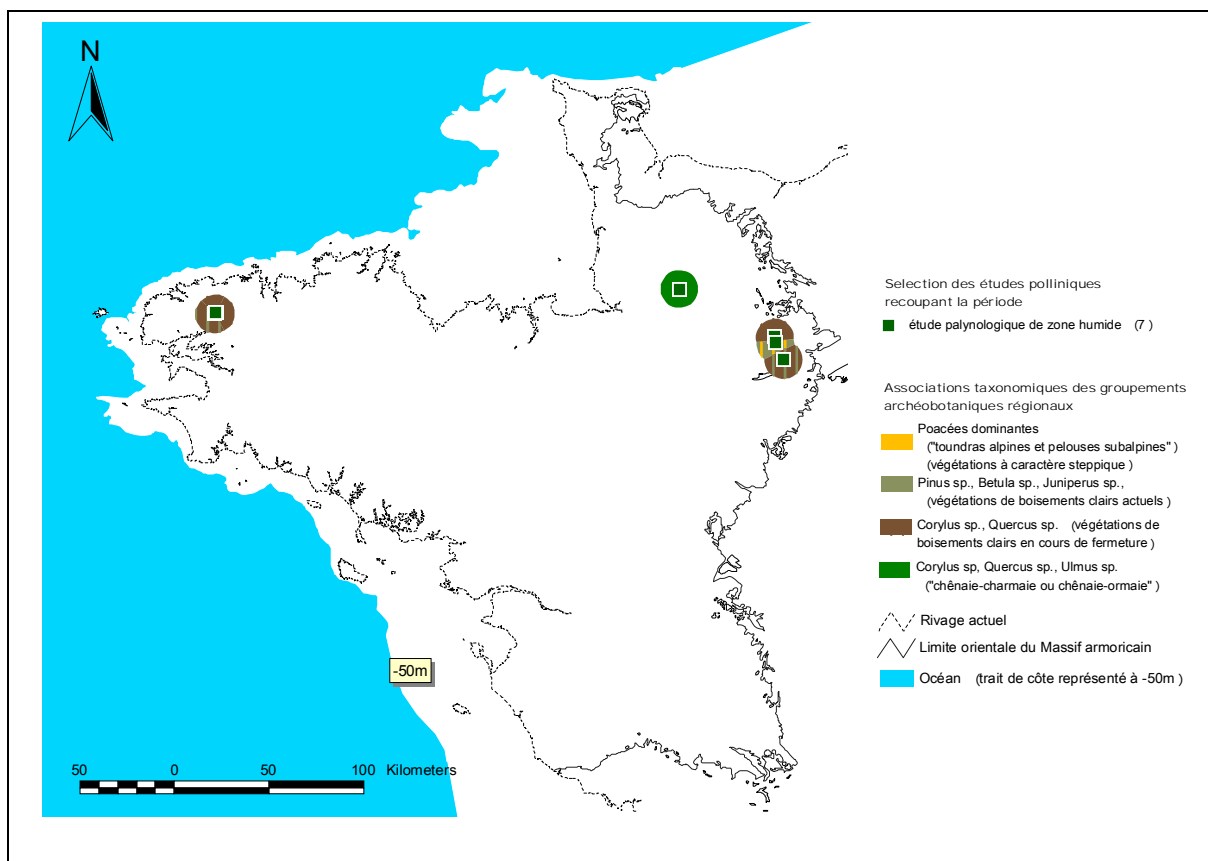 N
Selection des études polliniques
recoupant la période
étude palynologique de zone humide (7 )
Associations taxonomiques des groupements
archéobotaniques régionaux
Poacées dominantes
("toundras alpines et pelouses subalpines" )
(végétations à caractère steppique )
Pinus sp., Betula sp., Juniperus sp.,
(végétations de boisements clairs actuels )
Corylus sp., Quercus sp. (végétations de
boisements clairs en cours de fermeture )
Corylus sp, Quercus sp., Ulmus sp.
("chênaie-charmaie ou chênaie-ormaie" )
Rivage actuel
Limite orientale du Massif armoricain
Océan (trait de côte représenté à -50m )
-50m
50 0 50 100 Kilometers